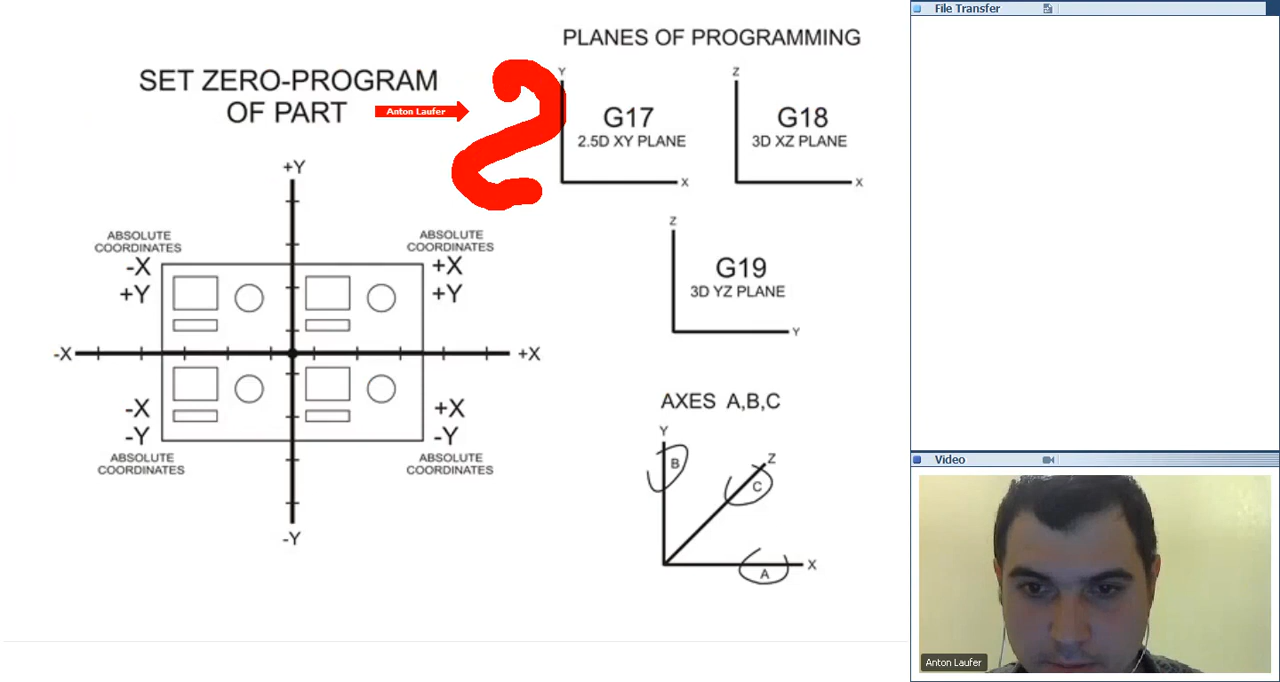 SET ZERO-PROGRAM
OF PART
Anton Laufer
2
+Y
ABSOLUTE
COORDINATES
-X
+Y
ABSOLUTE
COORDINATES
+X
+Y
-X
+X
-X
-Y
ABSOLUTE
COORDINATES
+X
-Y
ABSOLUTE
COORDINATES
-Y
PLANES OF PROGRAMMING
Y
G17
2.5D XY PLANE
X
Z
G18
3D XZ PLANE
X
Z
G19
3D YZ PLANE
Y
AXES A,B,C
Y
B
Z
C
A
X
File Transfer
Video
Anton Laufer